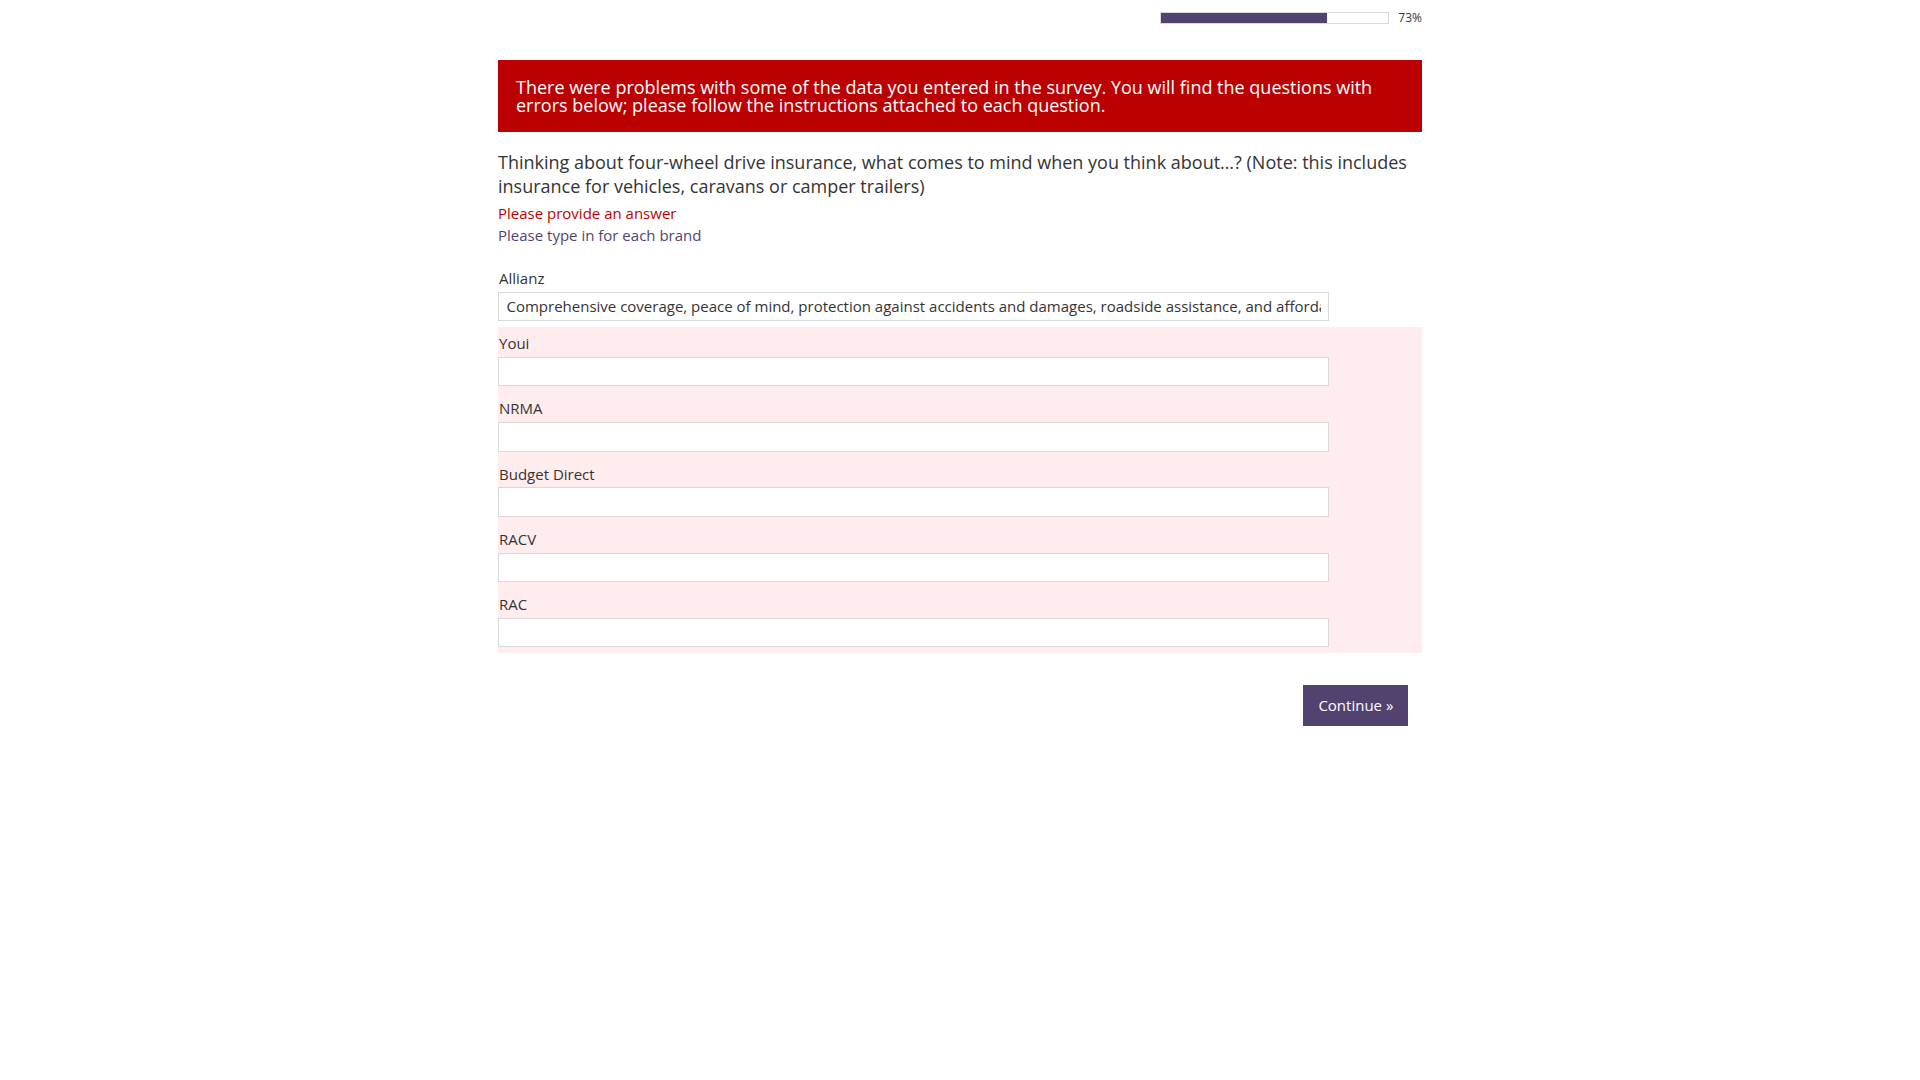 73%
There were problems with some of the data you entered in the survey. You will find the questions with
errors below; please follow the instructions attached to each question.
Thinking about four-wheel drive insurance, what comes to mind when you think about...? (Note: this includes
insurance for vehicles, caravans or camper trailers)
Please provide an answer
Please type in for each brand
Allianz
Comprehensive coverage, peace of mind, protection against accidents and damages, roadside assistance, and afford
Youi
NRMA
Budget Direct
RACV
RAC
Continue »